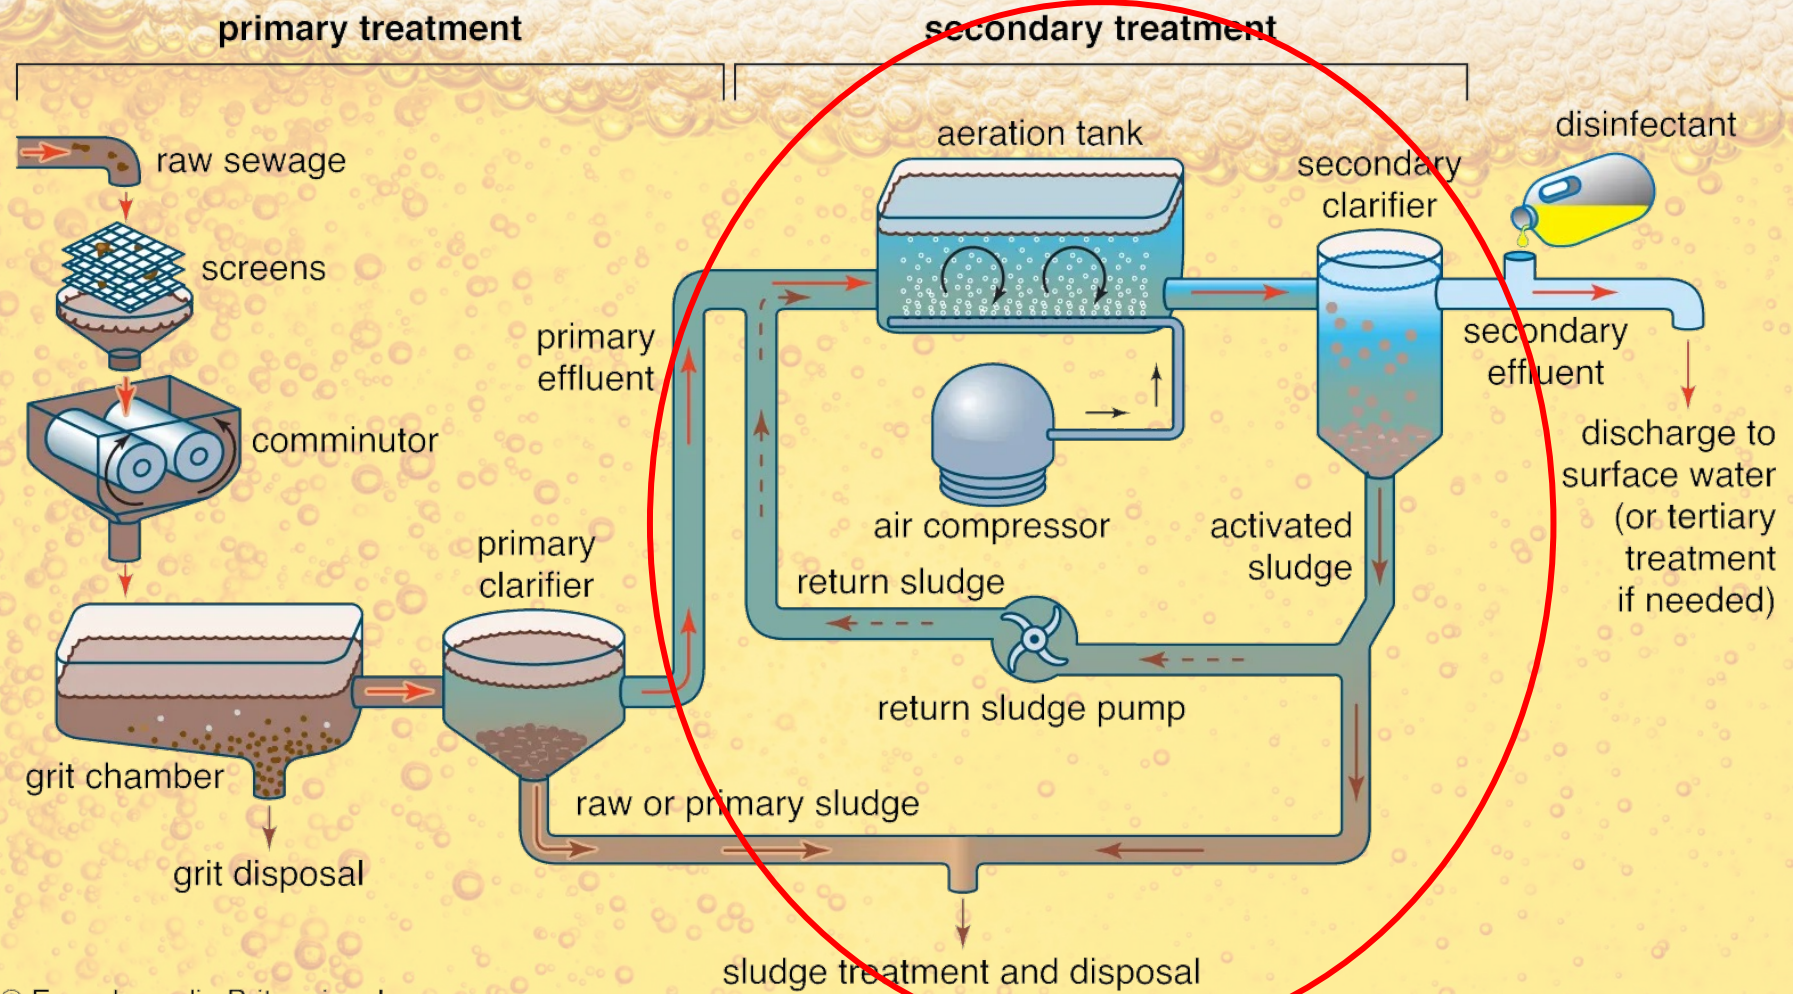 primary treatment
secondary treatment
raw sewage
screens
comminutor
grit chamber
grit disposal
primary
clarifier
primary
effluent
raw or primary sludge
aeration tank
air compressor
return sludge
return sludge pump
secondary
clarifier
activated
sludge
sludge treatment and disposal
disinfectant
secondary
effluent
discharge to
surface water
(or tertiary
treatment
if needed)